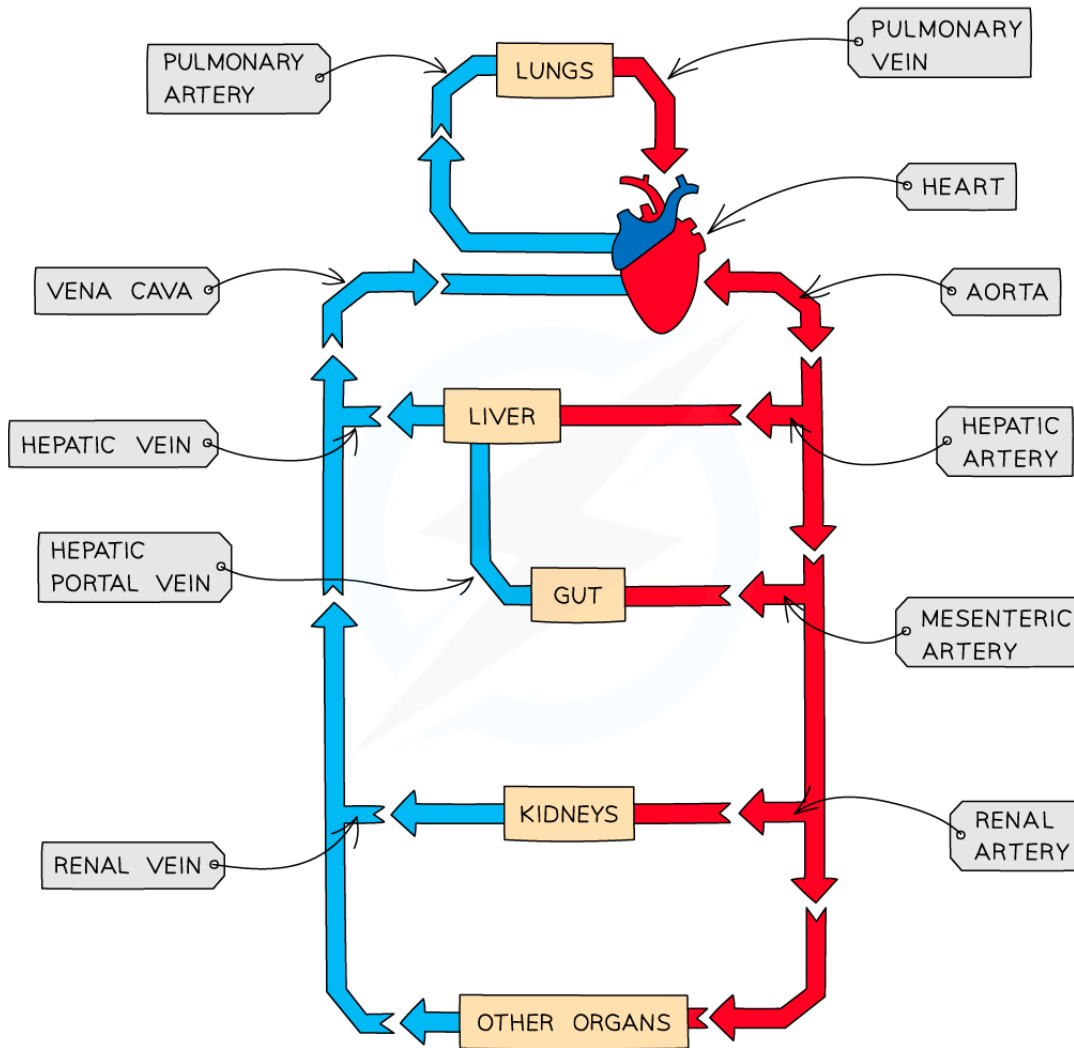 PULMONARY
ARTERY
LUNGS
PULMONARY
VEIN
HEART
VENA CAVA
AORTA
LIVER
HEPATIC VEIN
HEPATIC
ARTERY
HEPATIC
PORTAL VEIN
GUT
MESENTERIC
ARTERY
KIDNEYS
RENAL VEIN
RENAL
ARTERY
OTHER ORGANS